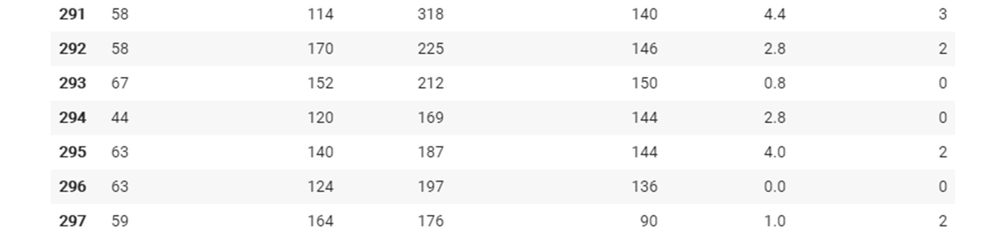 291 58 114 318 140 4.4 3
292 58 170 225 146 2.8 2
293 67 152 212 150 0.8 0
294 44 120 169 144 2.8 0
295 63 140 187 144 4.0 2
296 63 124 197 136 0.0 0
297 59 164 176 90 1.0 2